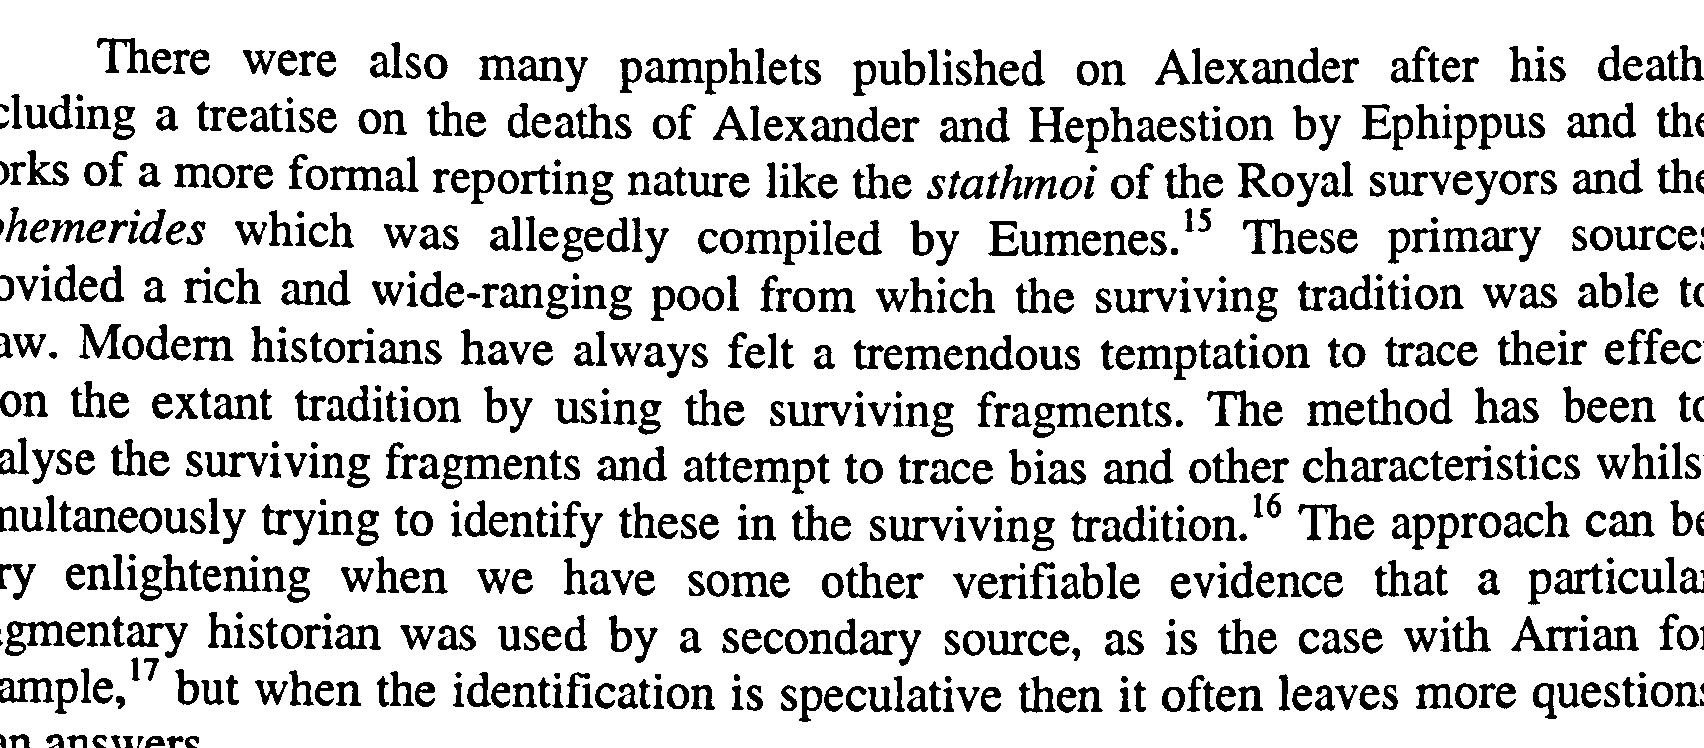 There were also many pamphlets published on Alexander after his death
cluding a treatise on the deaths of Alexander and Hephaestion by Ephippus and the
orks of a more formal reporting nature like the stathmoi of the Royal surveyors and the
phemerides which was allegedly compiled by Eumenes.15 These primary sources
ovided a rich and wide-ranging pool from which the surviving tradition was able to
aw. Modern historians have always felt a tremendous temptation to trace their effec
on the extant tradition by using the surviving fragments. The method has been to
alyse the surviving fragments and attempt to trace bias and other characteristics whils
multaneously trying to identify these in the surviving tradition.16 The approach can be
ry enlightening when we have some other verifiable evidence that a particular
gmentary historian was used by a secondary source, as is the case with Arrian for
ample,17 but when the identification is speculative then it often leaves more questions
an answers.